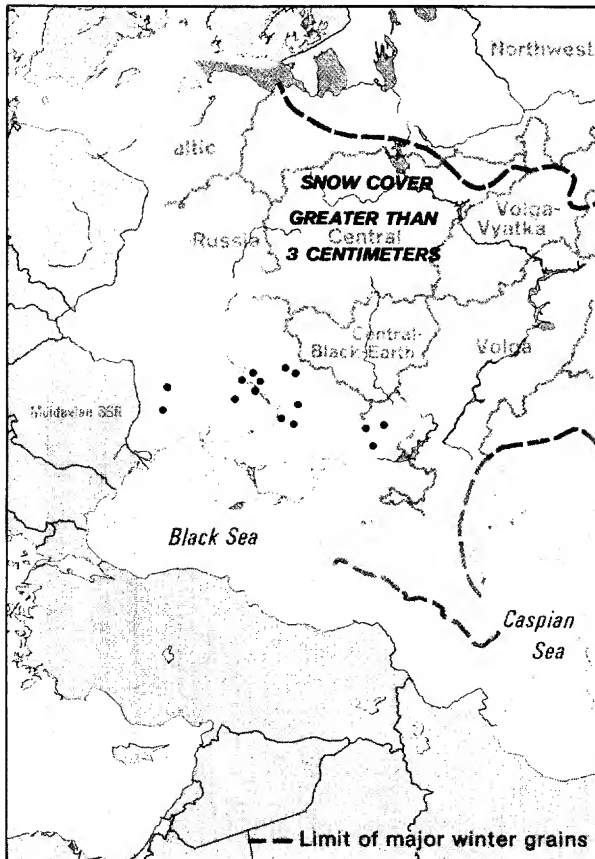 Northwest
altic
SNOW COVER
GREATER THAN
Central
3 CENTIMETERS
Russia
Volga-
Vyatka
Central-
Black-Earth
Volga
Moldavian SSR
Black Sea
Caspian
Sea
Limit of major winter grains